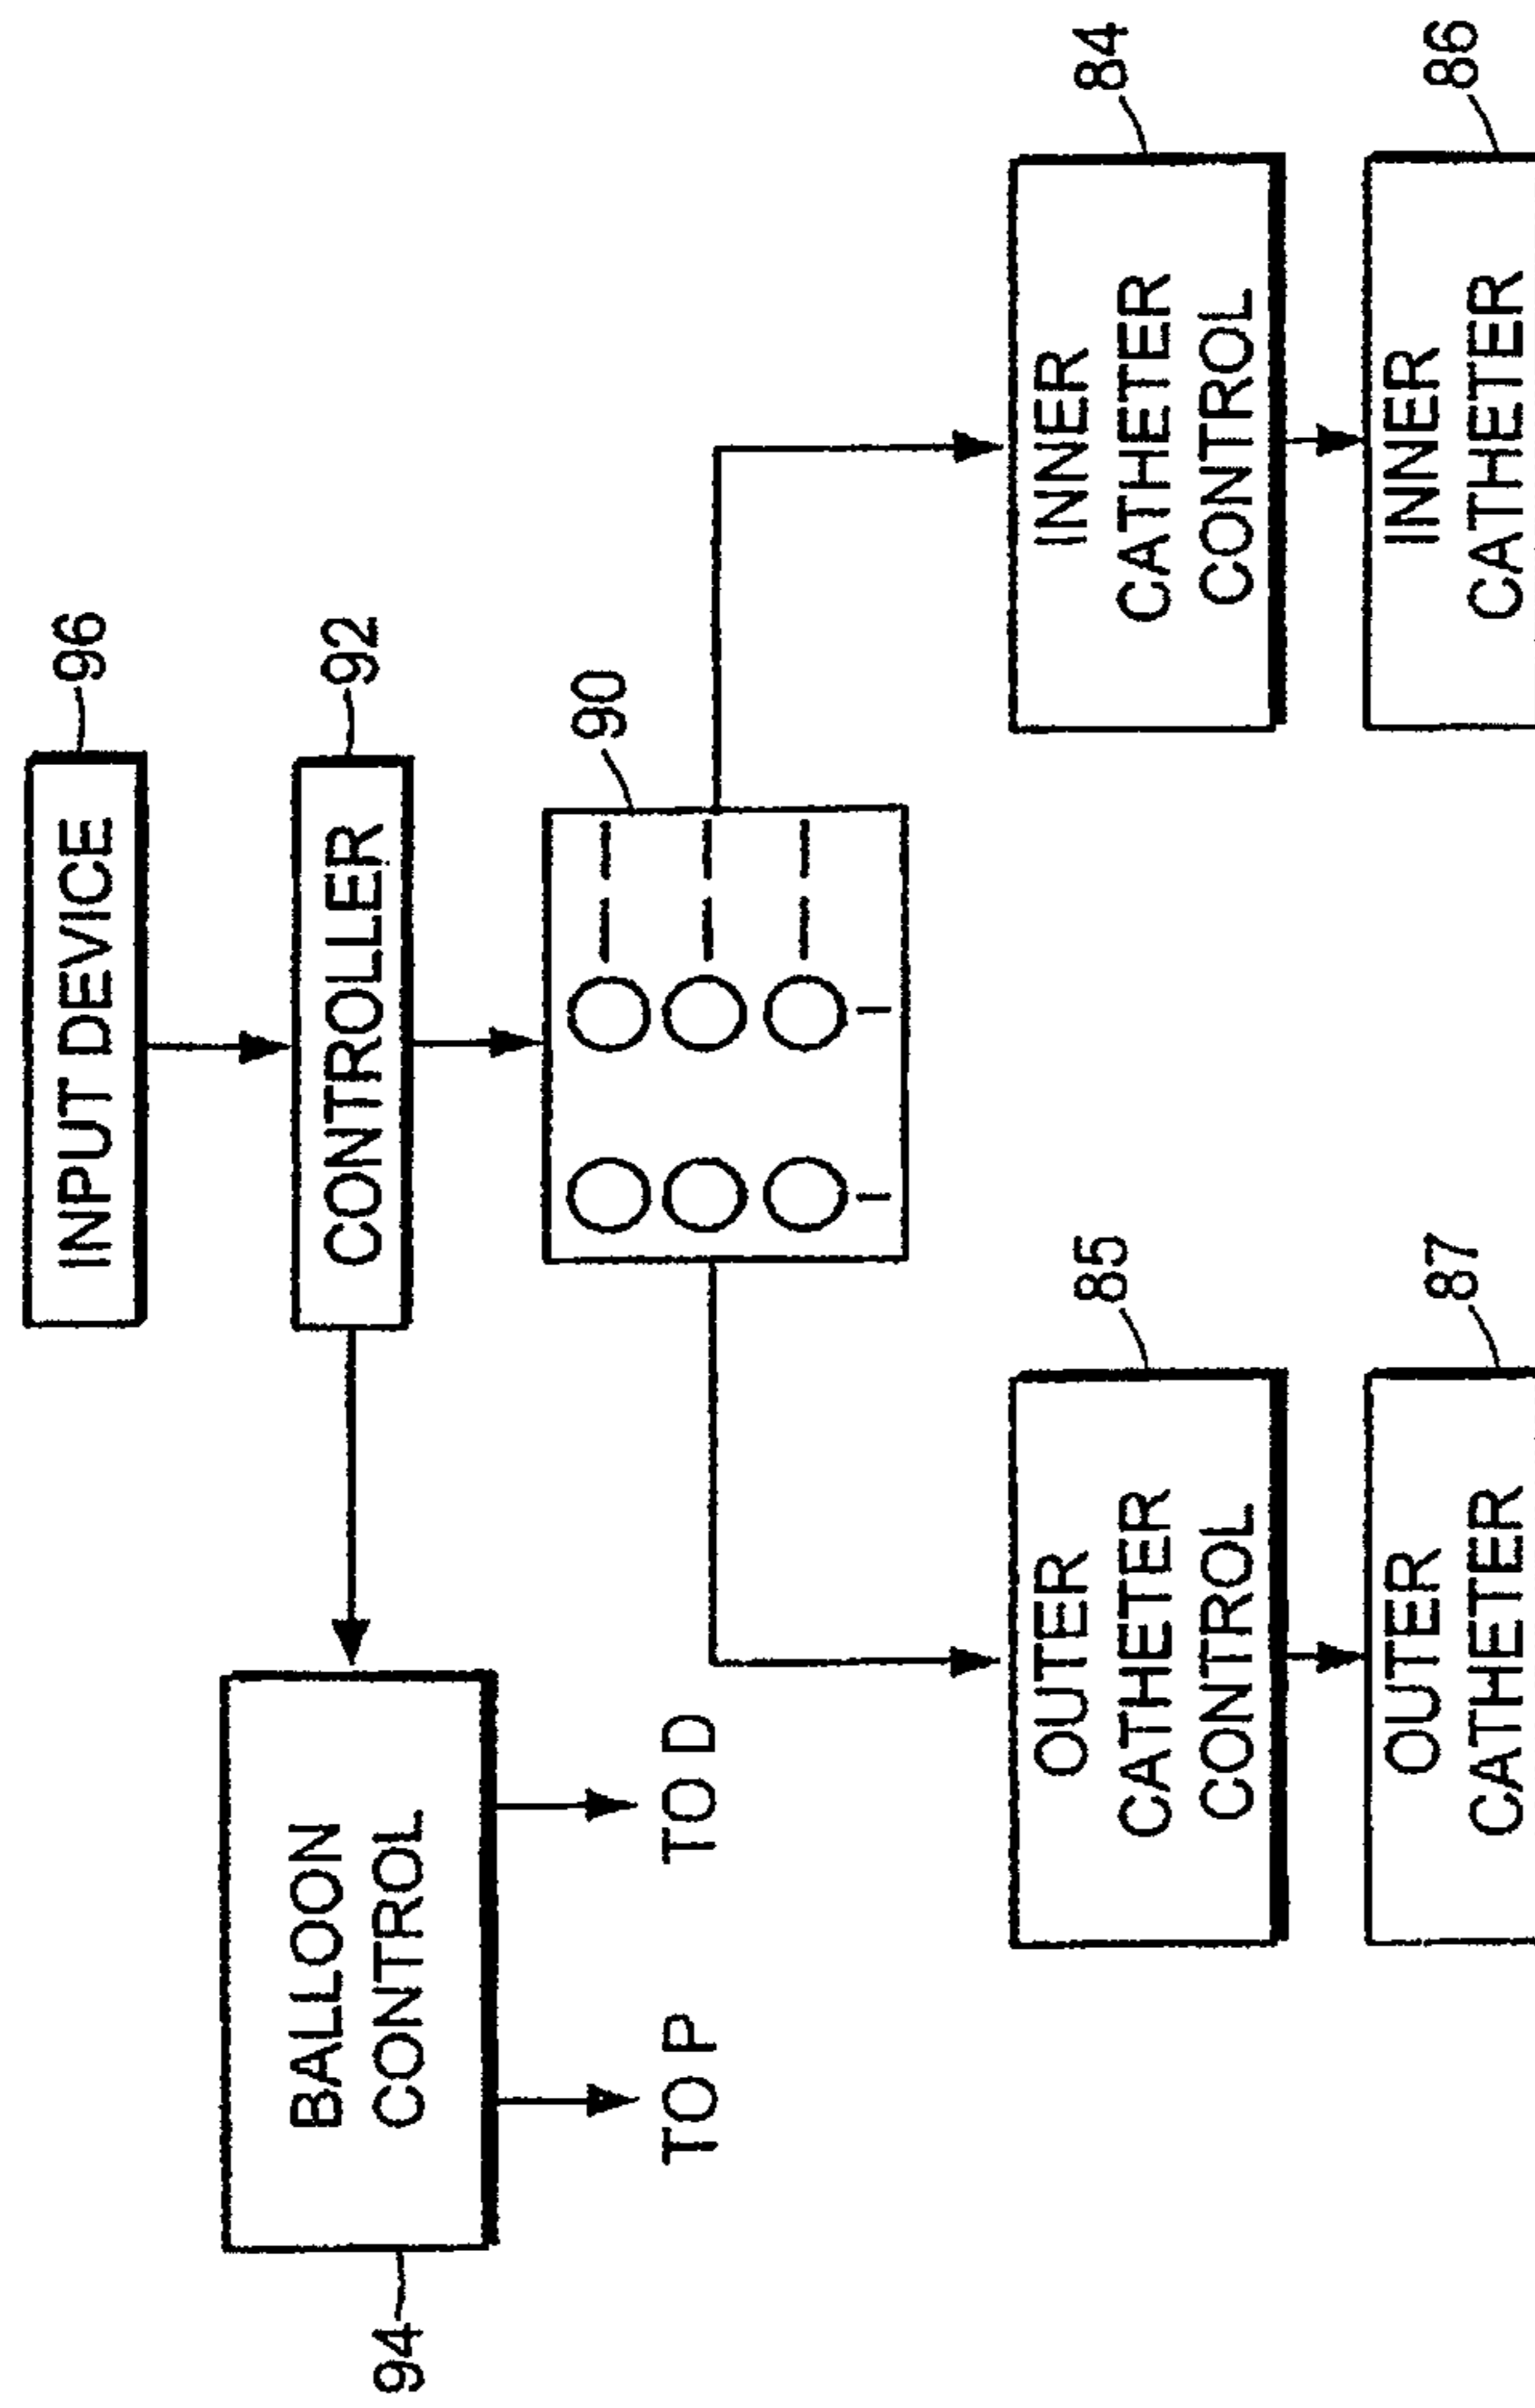 96
INPUT DEVICE
92
CONTROLLER
94
BALLOON
CONTROL
90
TO P
TO D
85
OUTER
CATHETER
CONTROL
84
INNER
CATHETER
CONTROL
87
OUTER
CATHETER
86
INNER
CATHETER